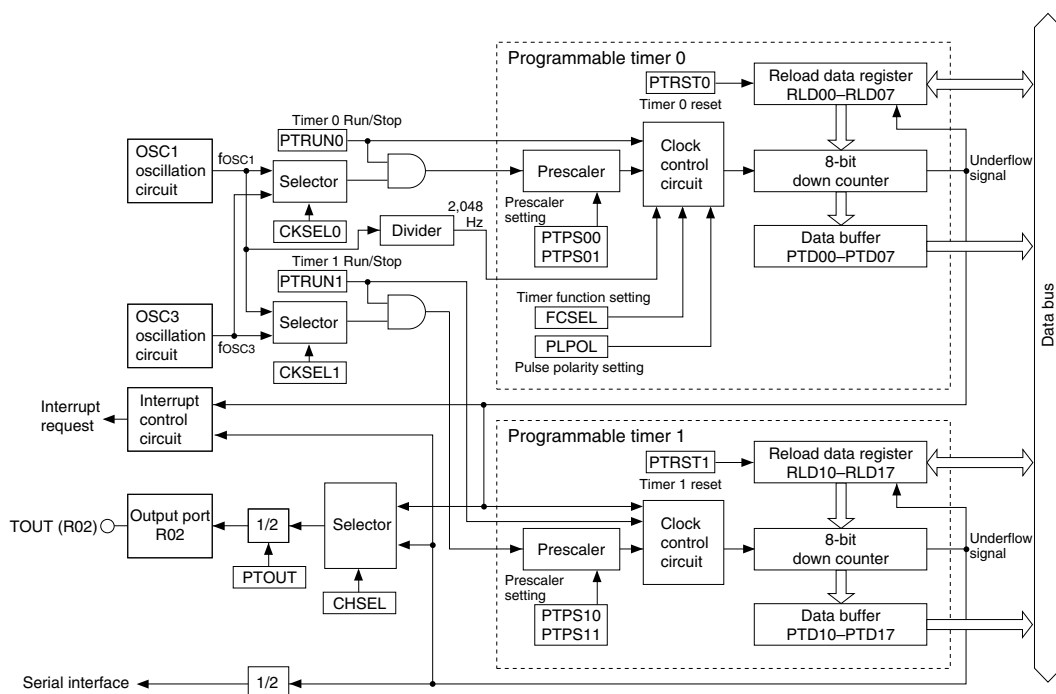 Programmable timer 0
PTRST0
Timer 0 reset
Reload data register
RLD00–RLD07
Timer 0 Run/Stop
PTRUN0
OSC1
oscillation
circuit
fOSC1
Selector
CKSEL0
Prescaler
Prescaler
setting
PTPS00
PTPS01
Clock
control
circuit
8-bit
down counter
Underflow
signal
2,048
Hz
Divider
Data buffer
PTD00–PTD07
Timer 1 Run/Stop
PTRUN1
OSC3
oscillation
circuit
fOSC3
Selector
CKSEL1
Timer function setting
FCSEL
PLPOL
Pulse polarity setting
Data bus
Interrupt
request
Interrupt
control
circuit
Programmable timer 1
PTRST1
Timer 1 reset
Reload data register
RLD10–RLD17
TOUT (R02)
Output port
R02
1/2
PTOUT
Selector
CHSEL
Prescaler
Prescaler
setting
PTPS10
PTPS11
Clock
control
circuit
8-bit
down counter
Underflow
signal
Data buffer
PTD10–PTD17
Serial interface
1/2